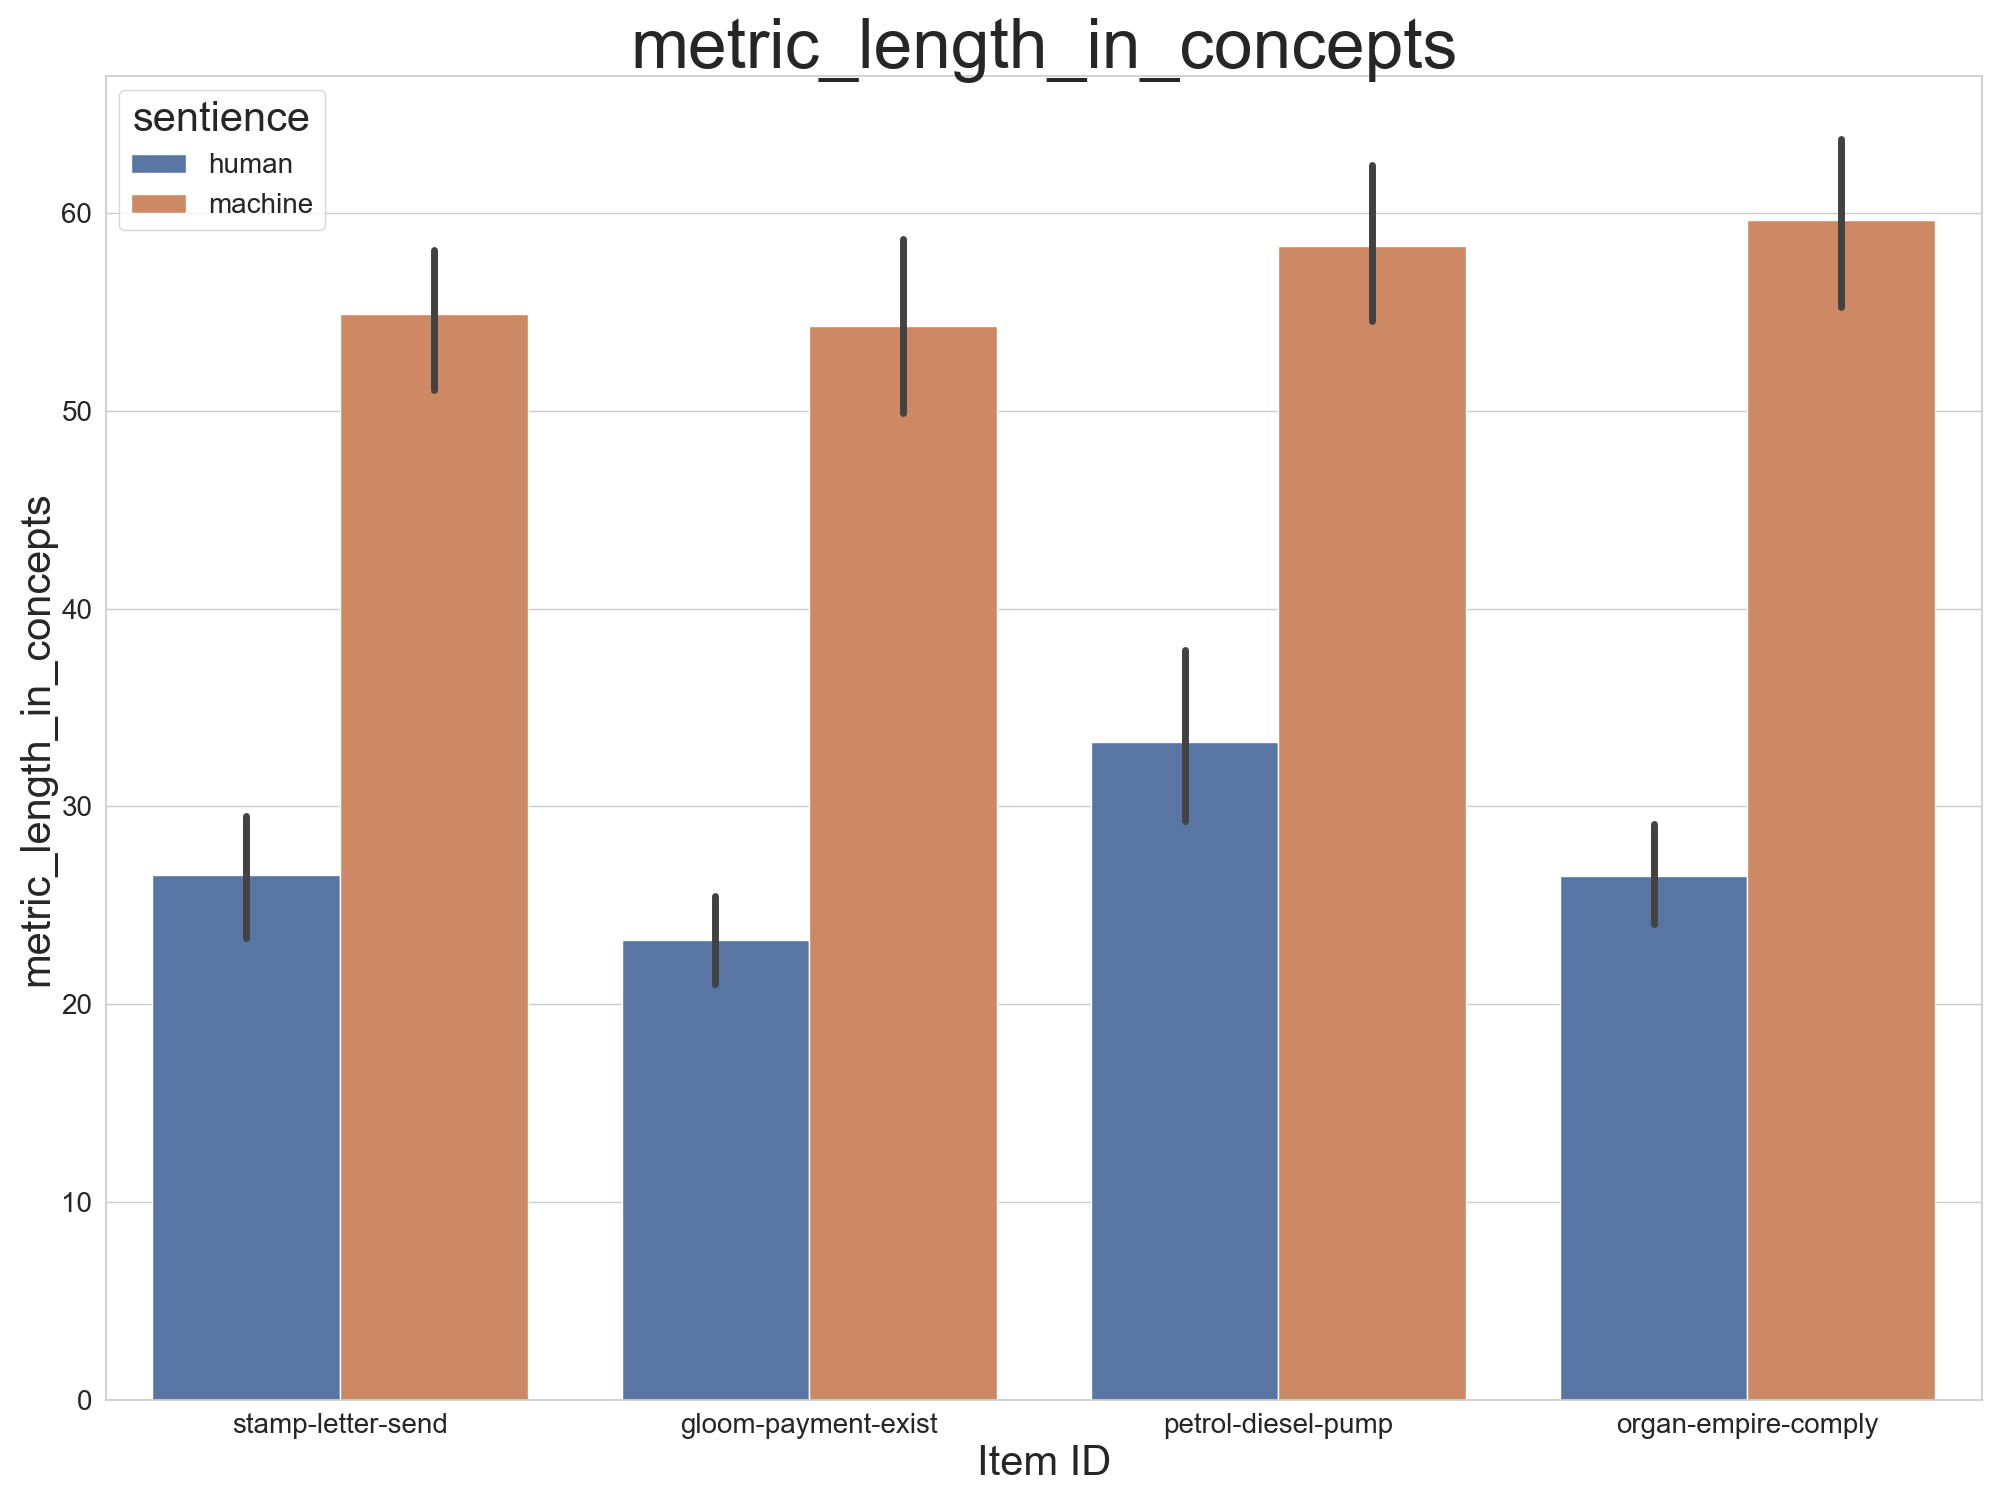 metric_length_in_concepts
sentience
human
machine
metric_length_in_concepts
60
50
40
30
20
10
0
stamp-letter-send gloom-payment-exist petrol-diesel-pump organ-empire-comply
Item ID